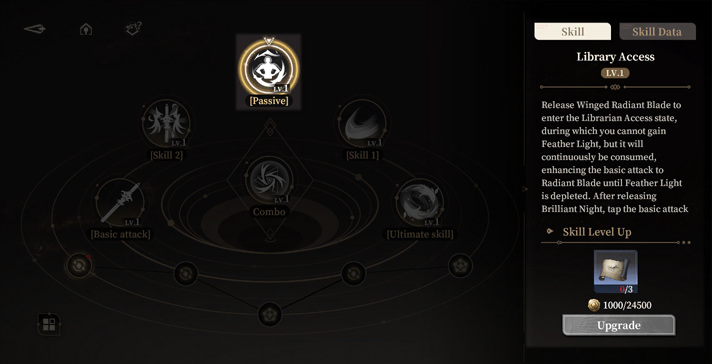 LV.1
[Passive]
LV.1
[Skill 2]
LV.1
[Skill 1]
LV.1
Combo
LV.1
[Basic attack]
LV.1
[Ultimate skill]
Skill
Skill Data
Library Access
LV.1
Release Winged Radiant Blade to
enter the Librarian Access state,
during which you cannot gain
Feather Light, but it will
continuously be consumed,
enhancing the basic attack to
Radiant Blade until Feather Light
is depleted. After releasing
Brilliant Night, tap the basic attack
Skill Level Up
0/3
1000/24500
Upgrade